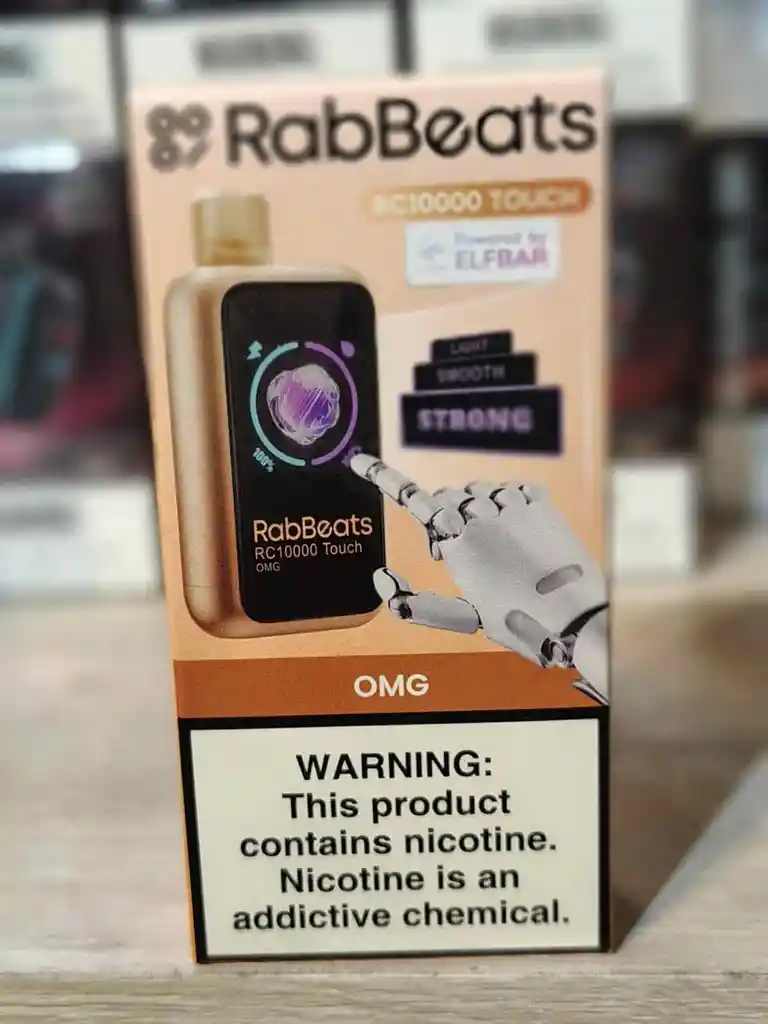 RabBeats
RC10000 TOUCH
Powered by
ELFBAR
LIGHT
SMOOTH
STRONG
100%
RabBeats
RC10000 Touch
OMG
OMG
WARNING:
This product
contains nicotine.
Nicotine is an
addictive chemical.